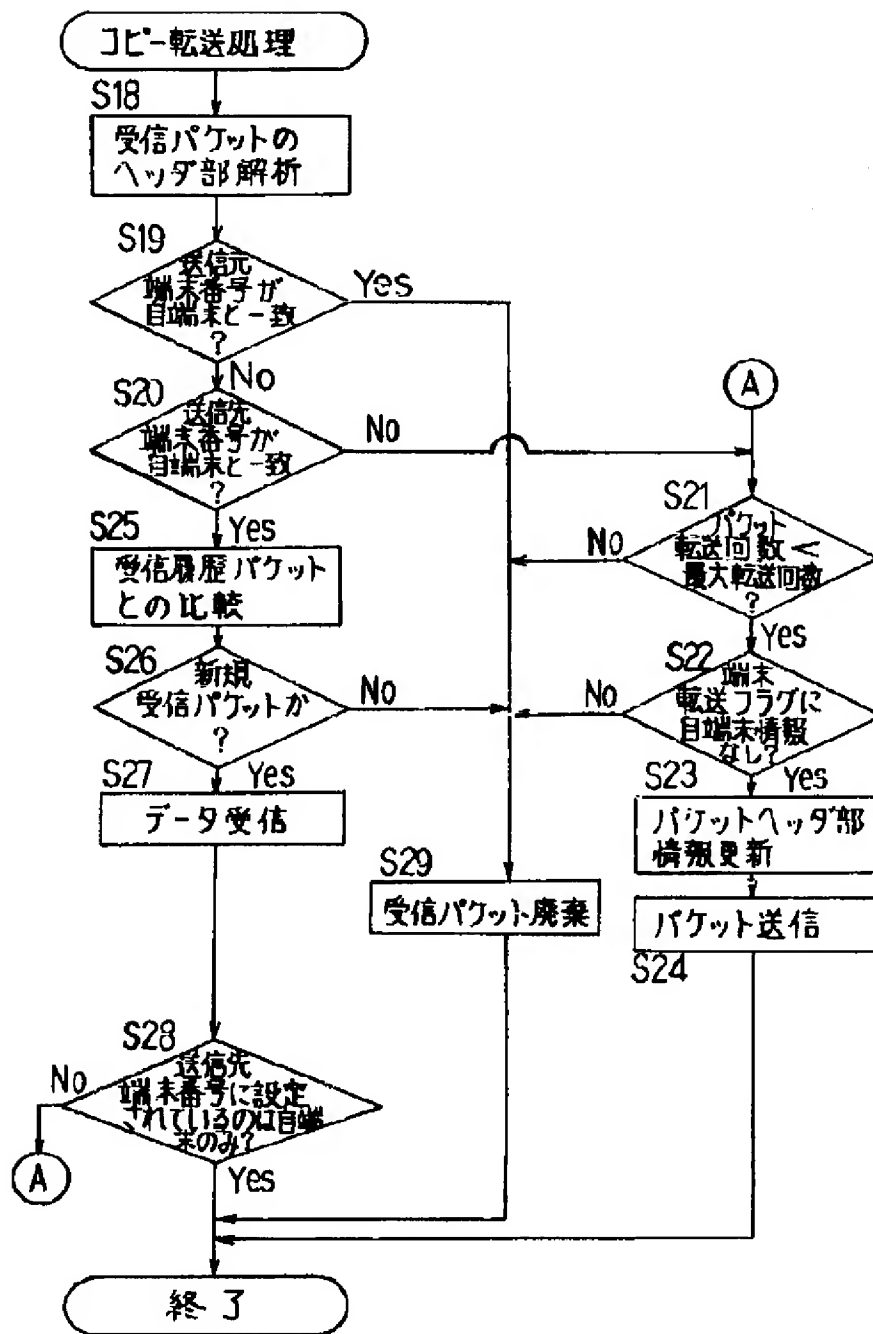 コピー転送処理
S18
受信パケットの
ヘッダ部解析
S19
送信元
端末番号が
自端末と一致
?
Yes
No
S20
送信先
端末番号が
自端末と一致
?
No
Yes
A
S21
パケット
転送回数 <
最大転送回数
?
No
Yes
S22
端末
転送フラグに
自端末情報
なし?
No
Yes
S23
パケットヘッダ部
情報更新
パケット送信
S24
S25
受信履歴パケット
との比較
S26
新規
受信パケットか
?
No
Yes
S27
データ受信
S29
受信パケット廃棄
S28
送信先
端末番号に設定
されているのは自端
末のみ?
No
A
Yes
終了